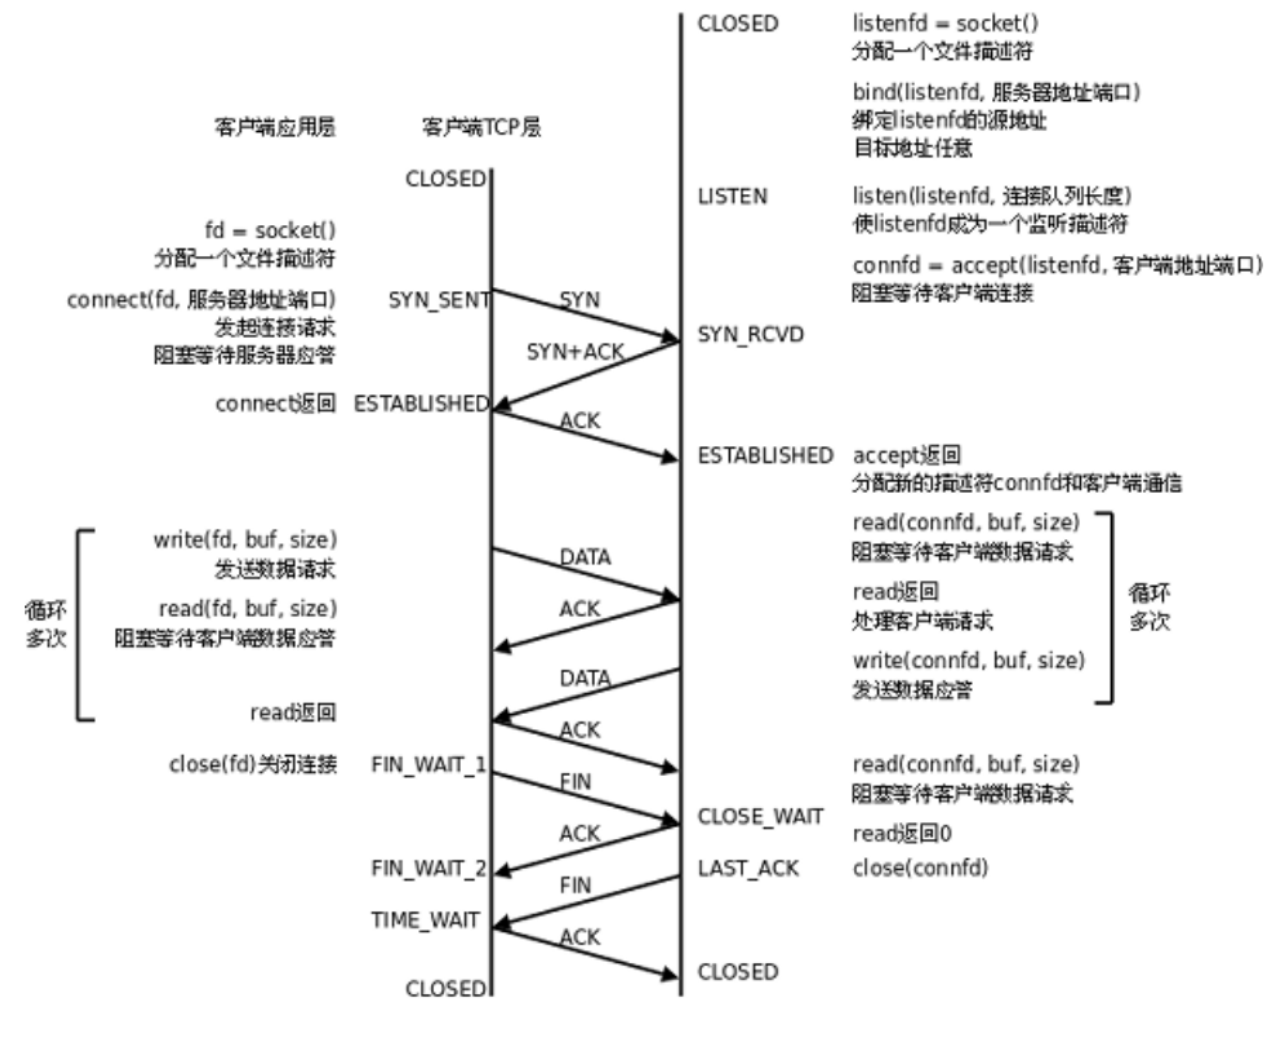 客户端应用层
客户端TCP层
CLOSED
fd = socket()
分配一个文件描述符
connect(fd, 服务器地址端口)
发起连接请求
阻塞等待服务器应答
SYN_SENT
connect返回
ESTABLISHED
循环
多次
write(fd, buf, size)
发送数据请求
read(fd, buf, size)
阻塞等待客户端数据应答
read返回
close(fd)关闭连接
FIN_WAIT_1
FIN_WAIT_2
TIME_WAIT
CLOSED
SYN
SYN+ACK
ACK
DATA
ACK
DATA
ACK
FIN
ACK
FIN
ACK
CLOSED
listenfd = socket()
分配一个文件描述符
bind(listenfd, 服务器地址端口)
绑定listenfd的源地址
目标地址任意
LISTEN
listen(listenfd, 连接队列长度)
使listenfd成为一个监听描述符
connfd = accept(listenfd, 客户端地址端口)
阻塞等待客户端连接
SYN_RCVD
ESTABLISHED
accept返回
分配新的描述符connfd和客户端通信
read(connfd, buf, size)
阻塞等待客户端数据请求
read返回
处理客户端请求
write(connfd, buf, size)
发送数据应答
循环
多次
read(connfd, buf, size)
阻塞等待客户端数据请求
CLOSE_WAIT
read返回0
LAST_ACK
close(connfd)
CLOSED